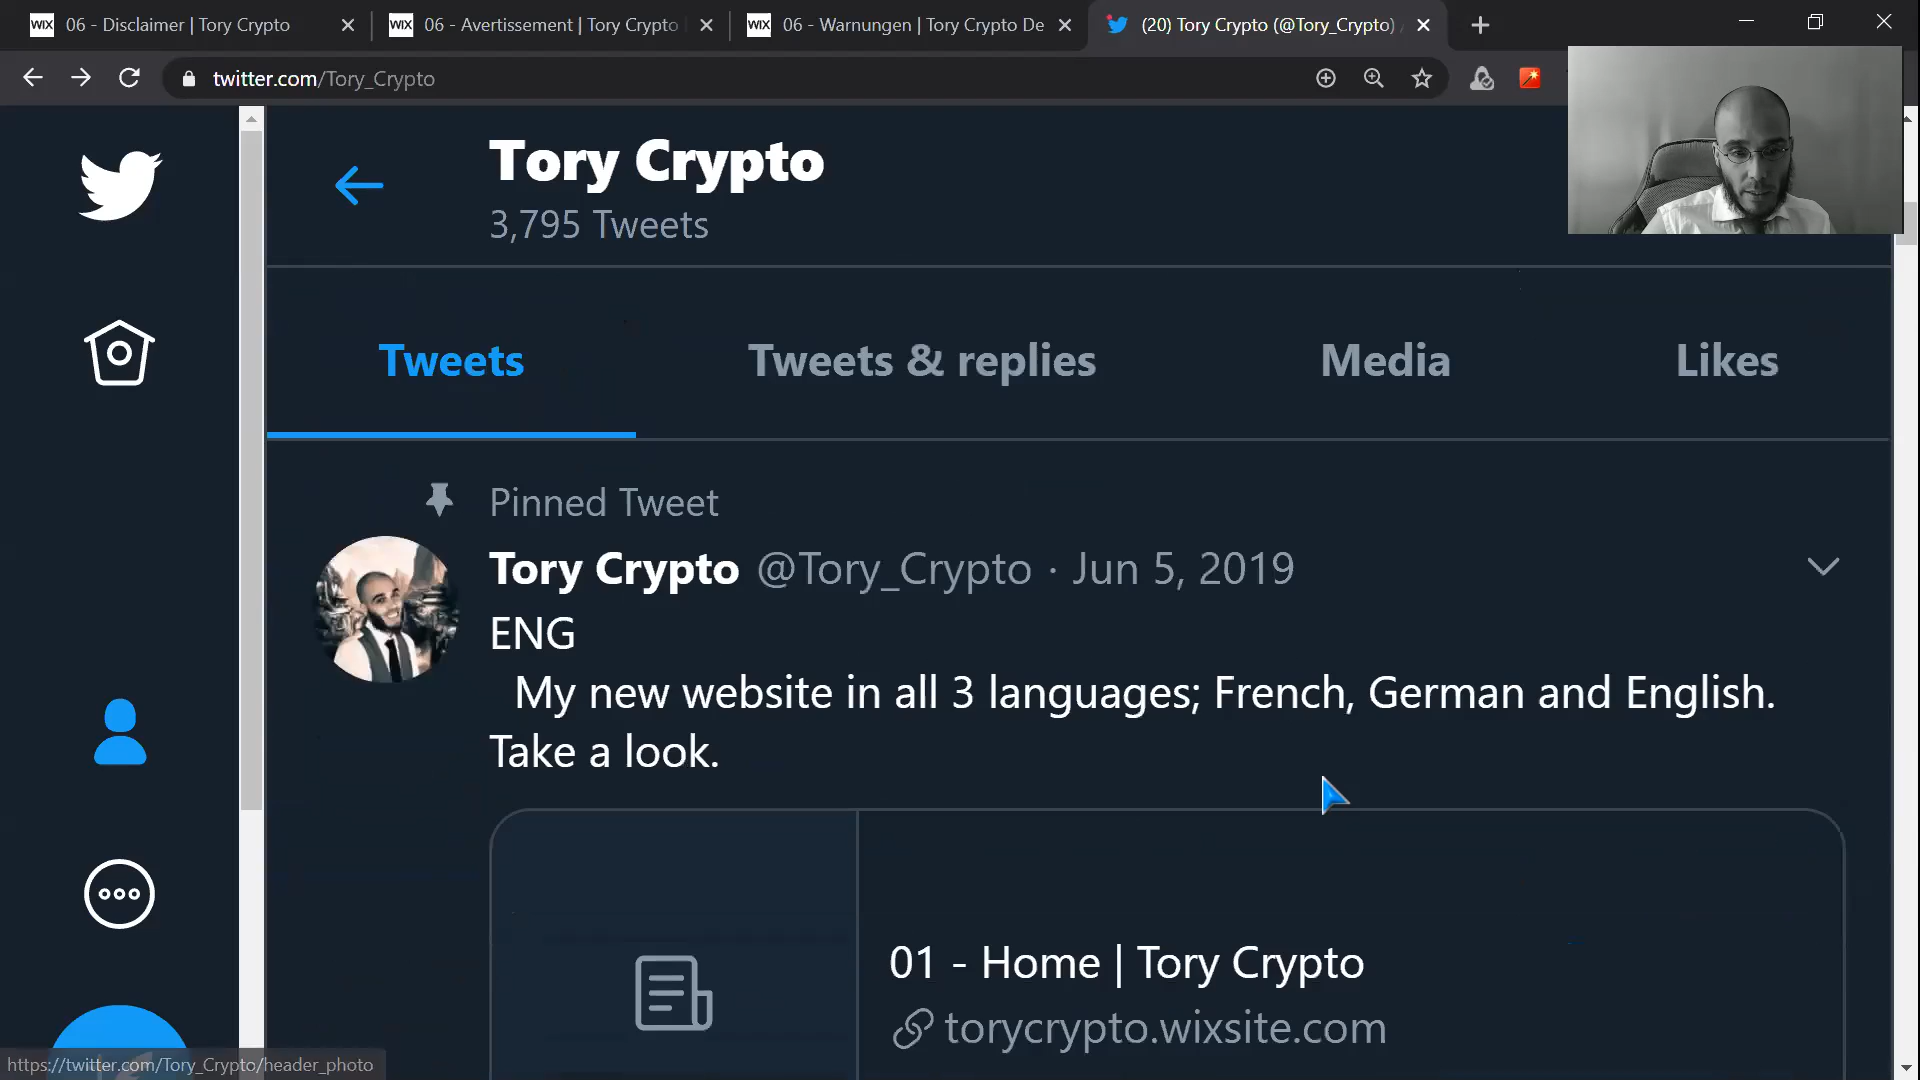 WIX 06 - Disclaimer | Tory Crypto
WIX 06 - Avertissement | Tory Crypto
WIX 06 - Warnungen | Tory Crypto De
(20) Tory Crypto (@Tory_Crypto)
twitter.com/Tory_Crypto
Tory Crypto
3,795 Tweets
Tweets
Tweets & replies
Media
Likes
Pinned Tweet
Tory Crypto @Tory_Crypto · Jun 5, 2019
ENG
My new website in all 3 languages; French, German and English.
Take a look.
01 - Home | Tory Crypto
torycrypto.wixsite.com
https://twitter.com/Tory_Crypto/header_photo